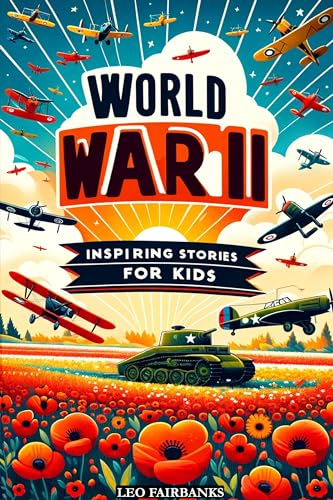 WORLD
WAR II
INSPIRING STORIES
FOR KIDS
LEO FAIRBANKS